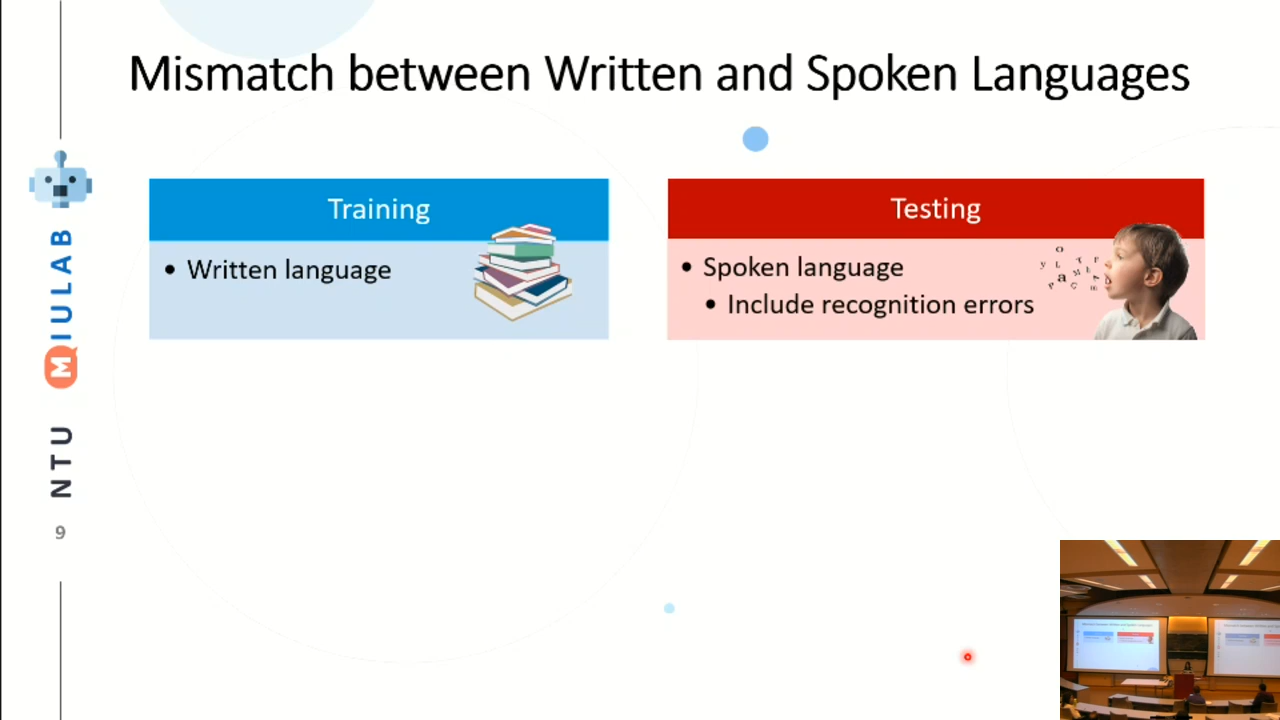 Mismatch between Written and Spoken Languages
Training
• Written language
Testing
• Spoken language
• Include recognition errors
NTU MIULAB
9